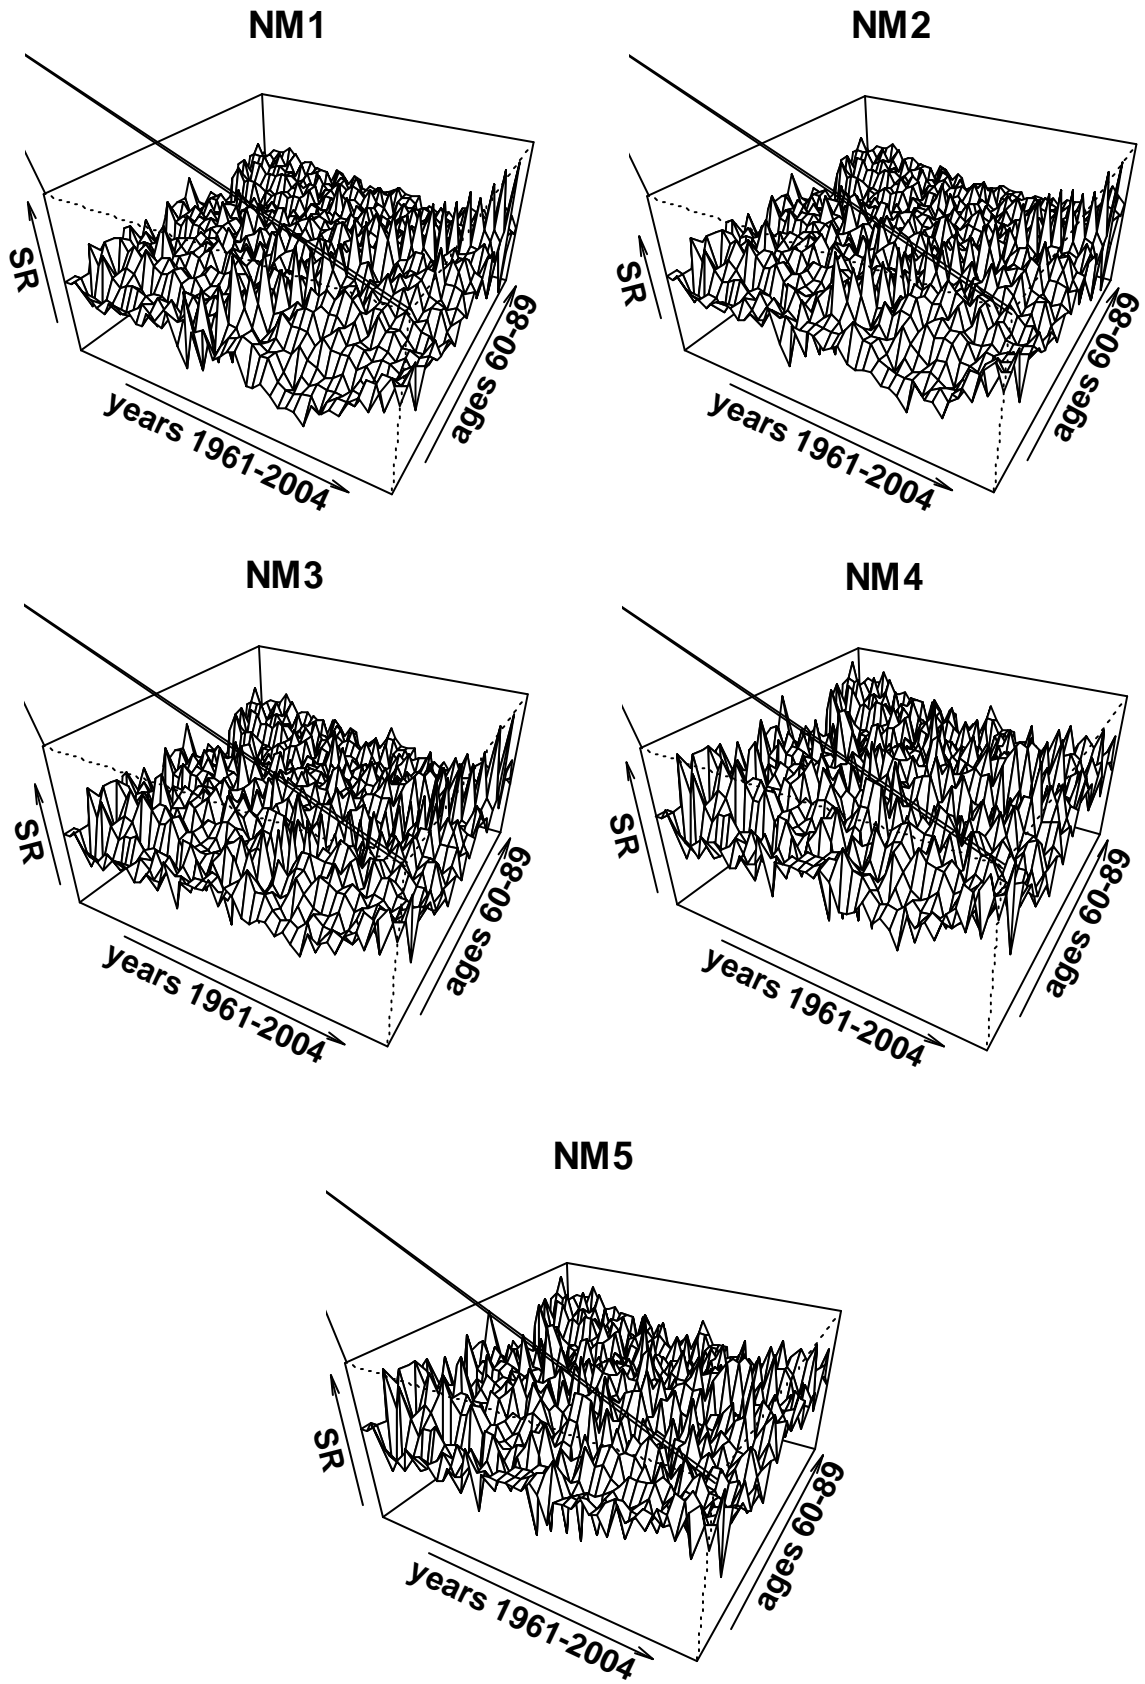 NM1
SR
years 1961-2004
ages 60-89
NM2
SR
years 1961-2004
ages 60-89
NM3
SR
years 1961-2004
ages 60-89
NM4
SR
years 1961-2004
ages 60-89
NM5
SR
years 1961-2004
ages 60-89